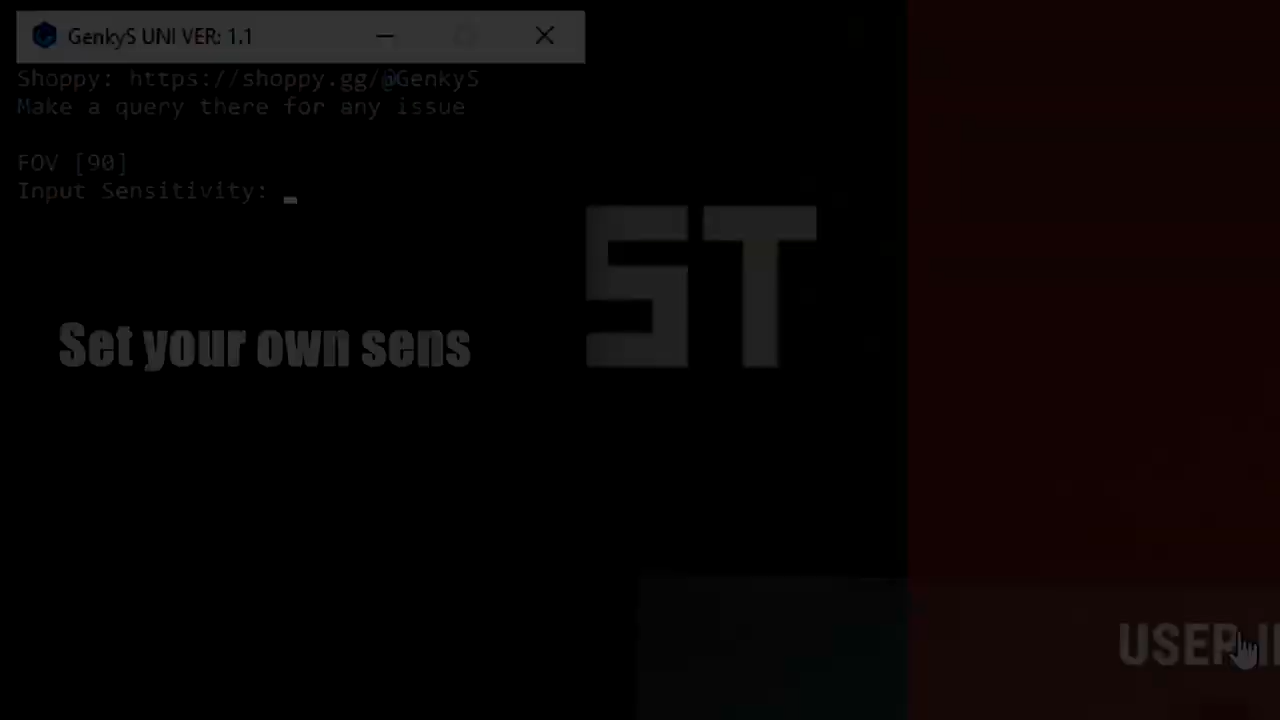 GenkyS UNI VER: 1.1
Shoppy: https://shoppy.gg/@GenkyS
Make a query there for any issue
FOV [90]
Input Sensitivity:
ST
Set your own sens